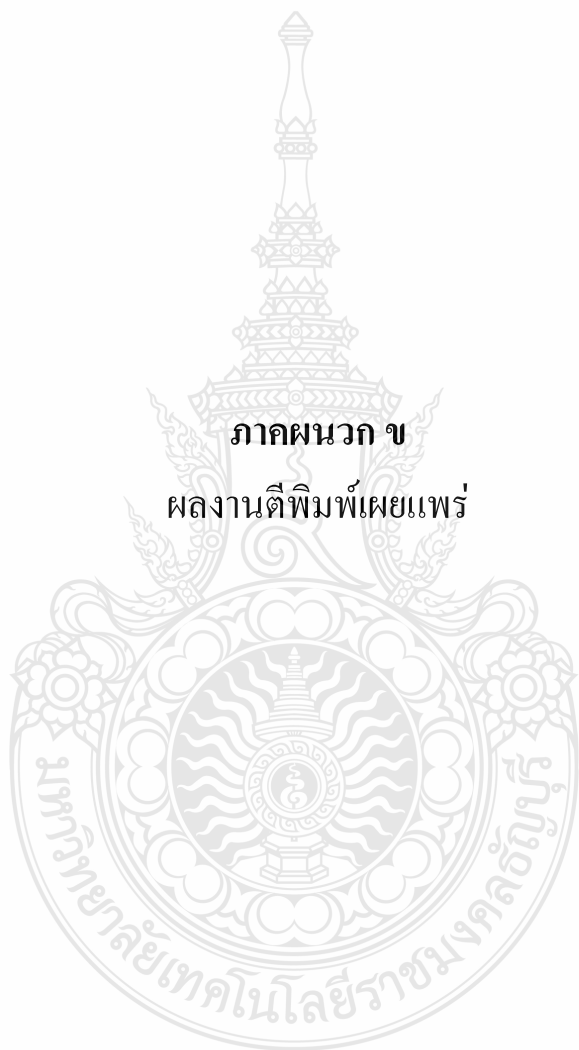 ภาคผนวก ข
ผลงานตีพิมพ์เผยแพร่
มหาวิทยาลัยเทคโนโลยีราชมงคลธัญบุรี